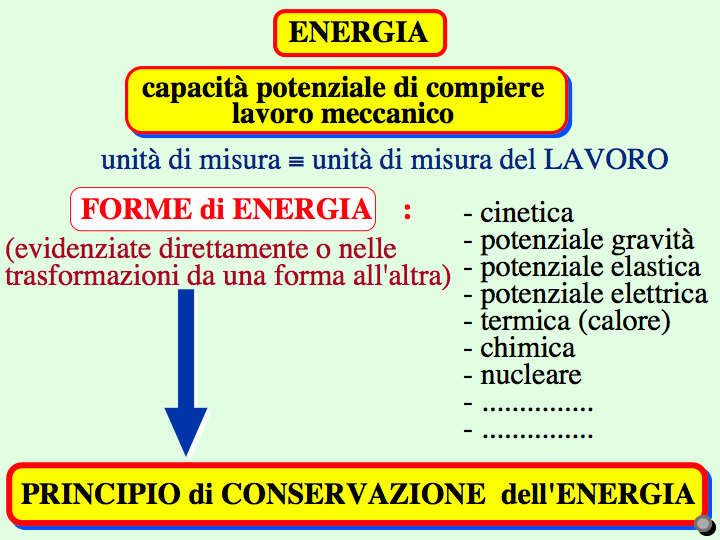 ENERGIA
capacità potenziale di compiere
lavoro meccanico
unità di misura ≡ unità di misura del LAVORO
FORME di ENERGIA :
(evidenziate direttamente o nelle
trasformazioni da una forma all'altra)
- cinetica
- potenziale gravità
- potenziale elastica
- potenziale elettrica
- termica (calore)
- chimica
- nucleare
- ...............
- ...............
PRINCIPIO di CONSERVAZIONE dell'ENERGIA